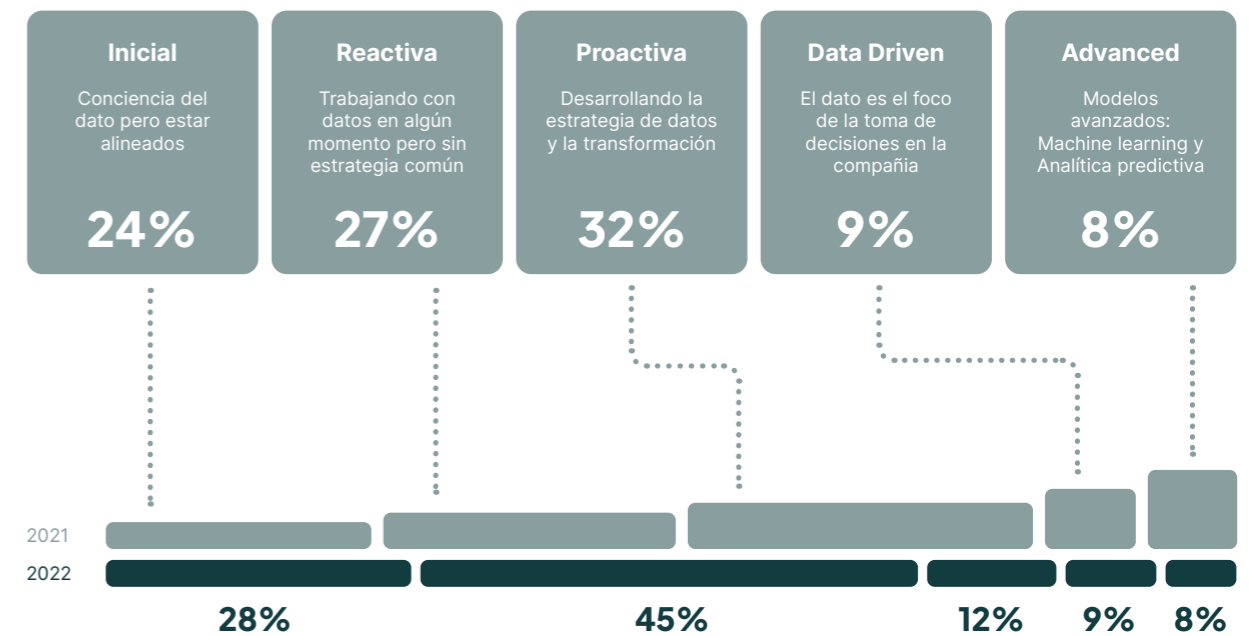 Inicial
Conciencia del
dato pero estar
alineados
24%
Reactiva
Trabajando con
datos en algún
momento pero sin
estrategia común
27%
Proactiva
Desarrollando la
estrategia de datos
y la transformación
32%
Data Driven
El dato es el foco
de la toma de
decisiones en la
compañia
9%
Advanced
Modelos
avanzados:
Machine learning y
Analítica predictiva
8%
2021
2022
28%
45%
12%
9%
8%